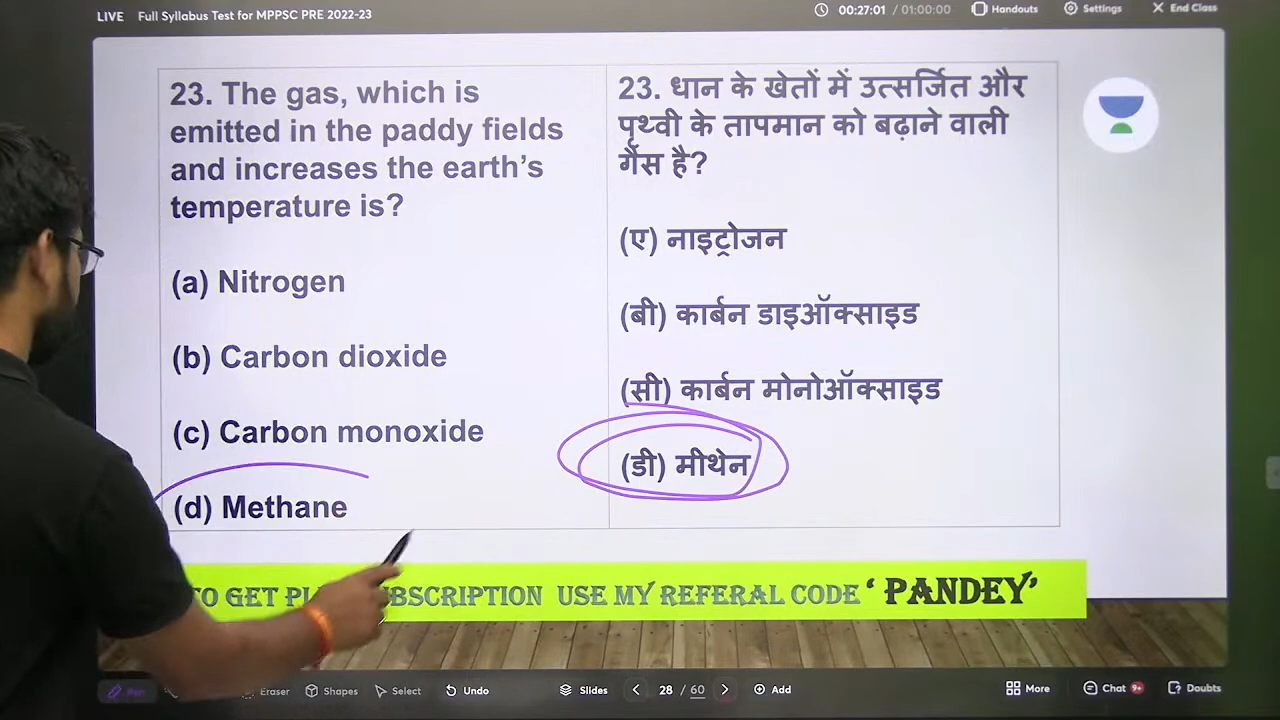 LIVE Full Syllabus Test for MPPSC PRE 2022-23
00:27:01 / 01:00:00 Handouts Settings End Class
23. The gas, which is
emitted in the paddy fields
and increases the earth's
temperature is?
(a) Nitrogen
(b) Carbon dioxide
(c) Carbon monoxide
(d) Methane
23. धान के खेतों में उत्सर्जित और
पृथ्वी के तापमान को बढ़ाने वाली
गैस है?
(ए) नाइट्रोजन
(बी) कार्बन डाइऑक्साइड
(सी) कार्बन मोनोऑक्साइड
(डी) मीथेन
TO GET USE MY REFERAL CODE ‘ PANDEY’
Pen Eraser Shapes Select Undo Slides 28 / 60 Add More Chat 9+ Doubts